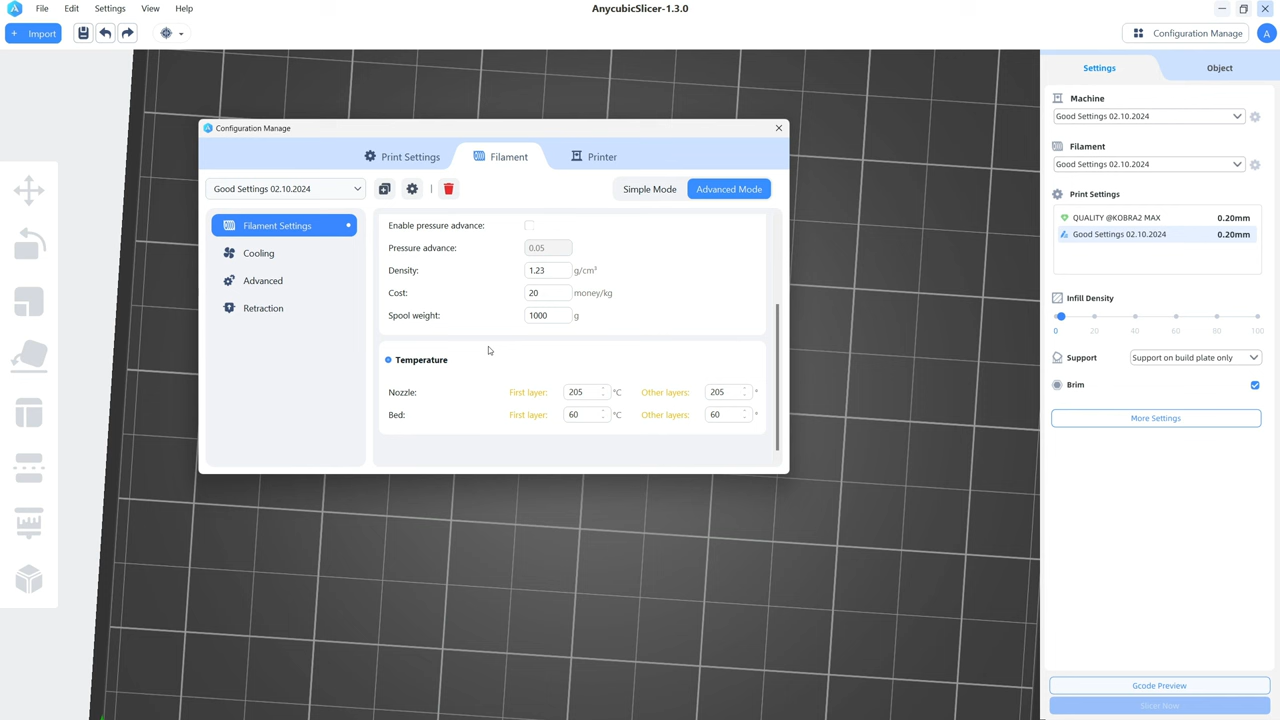 File Edit Settings View Help
AnycubicSlicer-1.3.0
+ Import
Configuration Manage
A
Configuration Manage
Print Settings Filament Printer
Good Settings 02.10.2024
Simple Mode Advanced Mode
Filament Settings
Cooling
Advanced
Retraction
Enable pressure advance:
Pressure advance: 0.05
Density: 1.23 g/cm³
Cost: 20 money/kg
Spool weight: 1000 g
Temperature
Nozzle: First layer: 205 °C Other layers: 205 °
Bed: First layer: 60 °C Other layers: 60 °
Settings Object
Machine
Good Settings 02.10.2024
Filament
Good Settings 02.10.2024
Print Settings
QUALITY @KOBRA2 MAX 0.20mm
Good Settings 02.10.2024 0.20mm
Infill Density
0 20 40 60 80 100
Support Support on build plate only
Brim
More Settings
Gcode Preview
Slicer Now